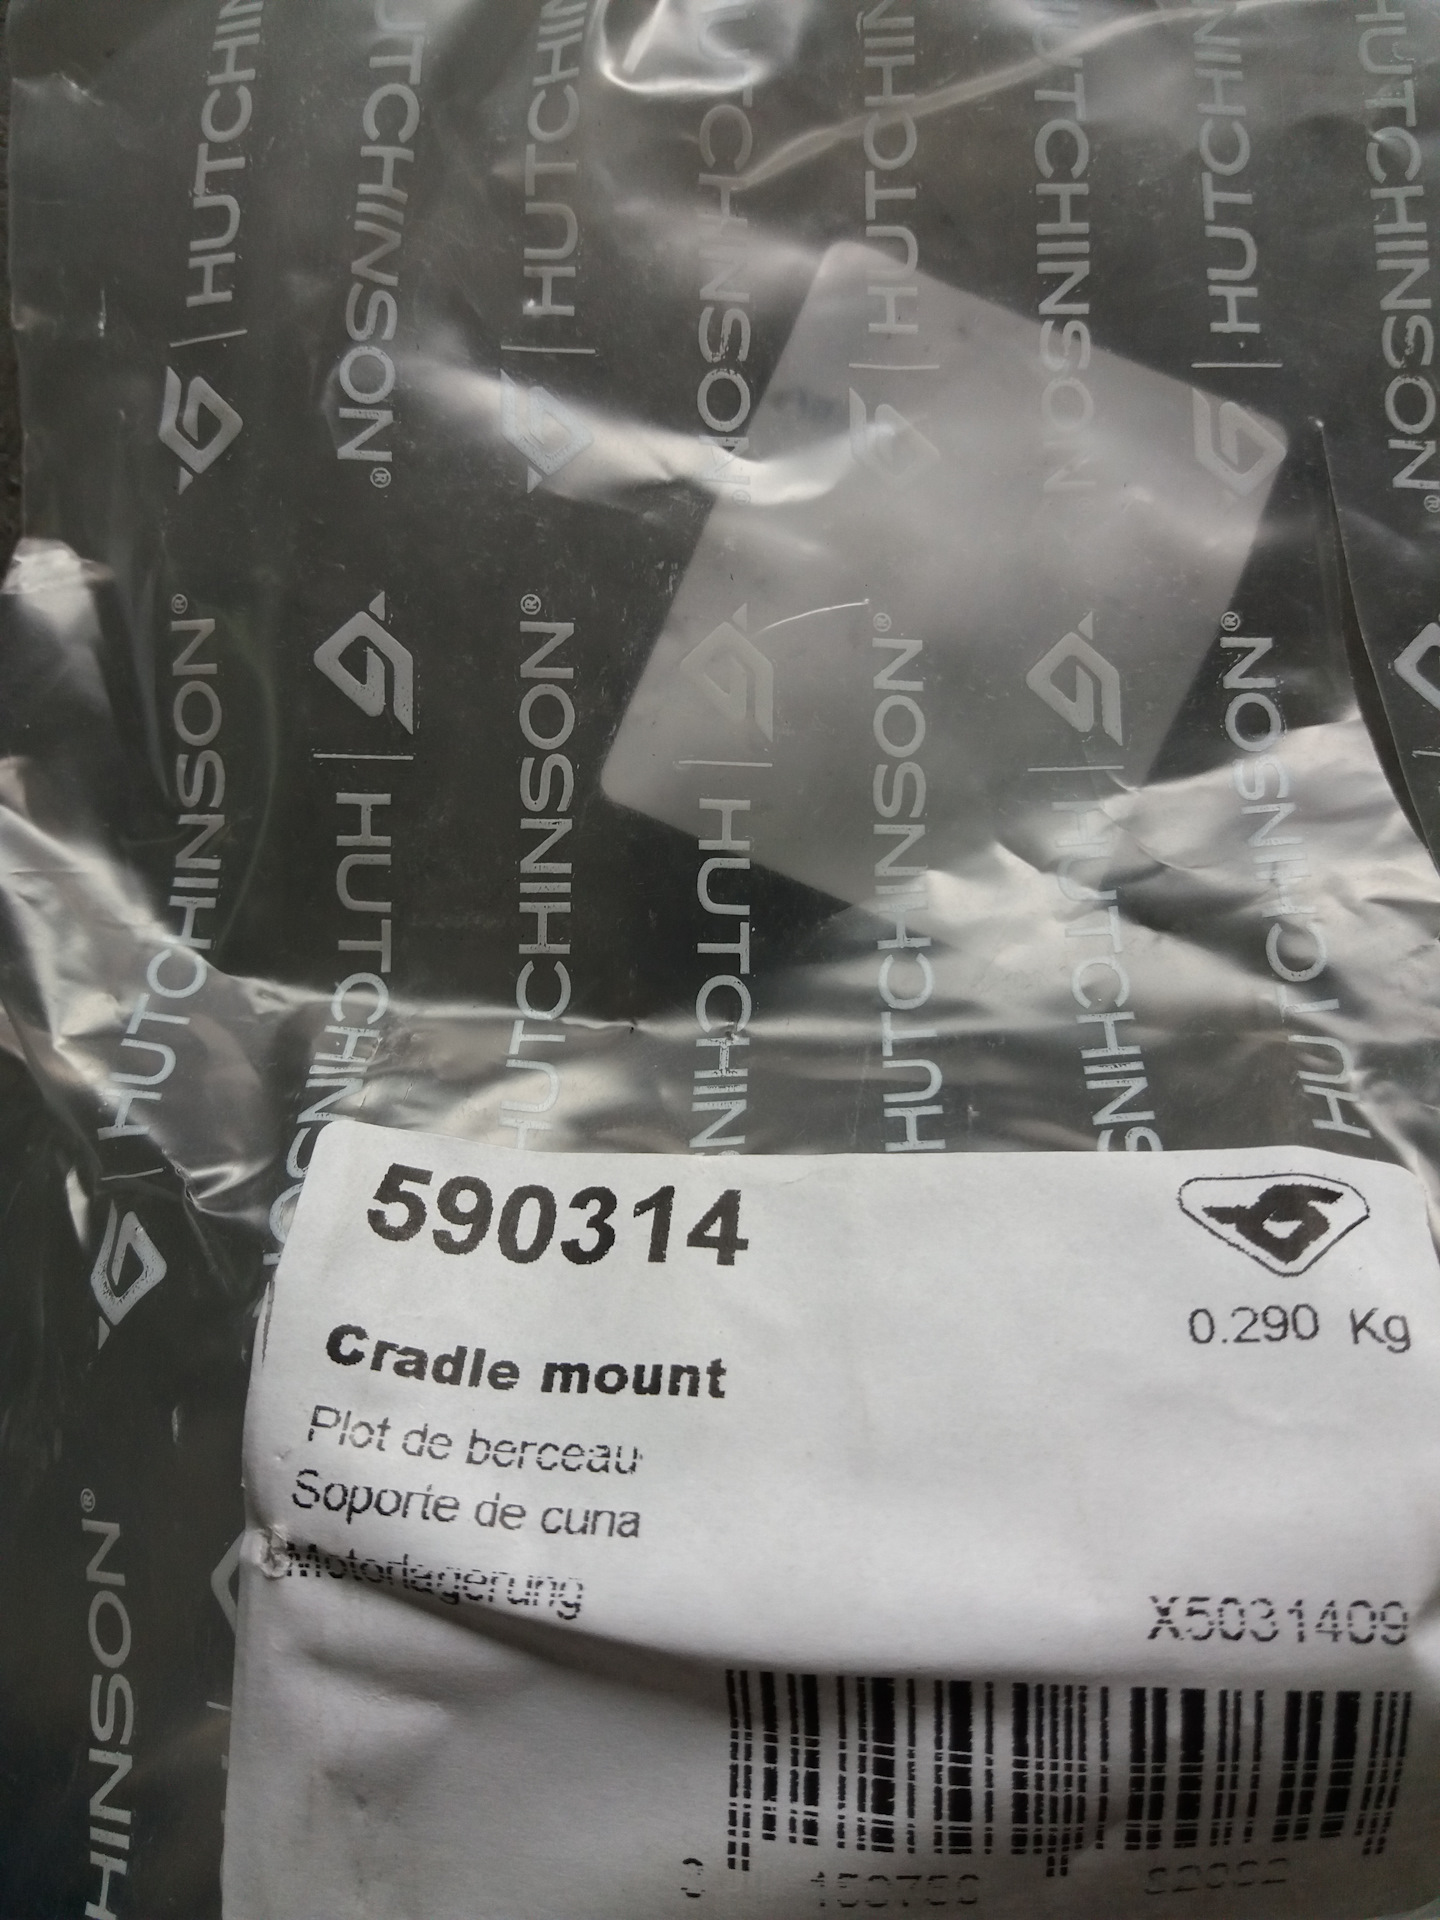 HUTCHINSON®
590314
0.290 Kg
Cradle mount
Plot de berceau
Soporte de cuna
Motorlagerung
X5031409